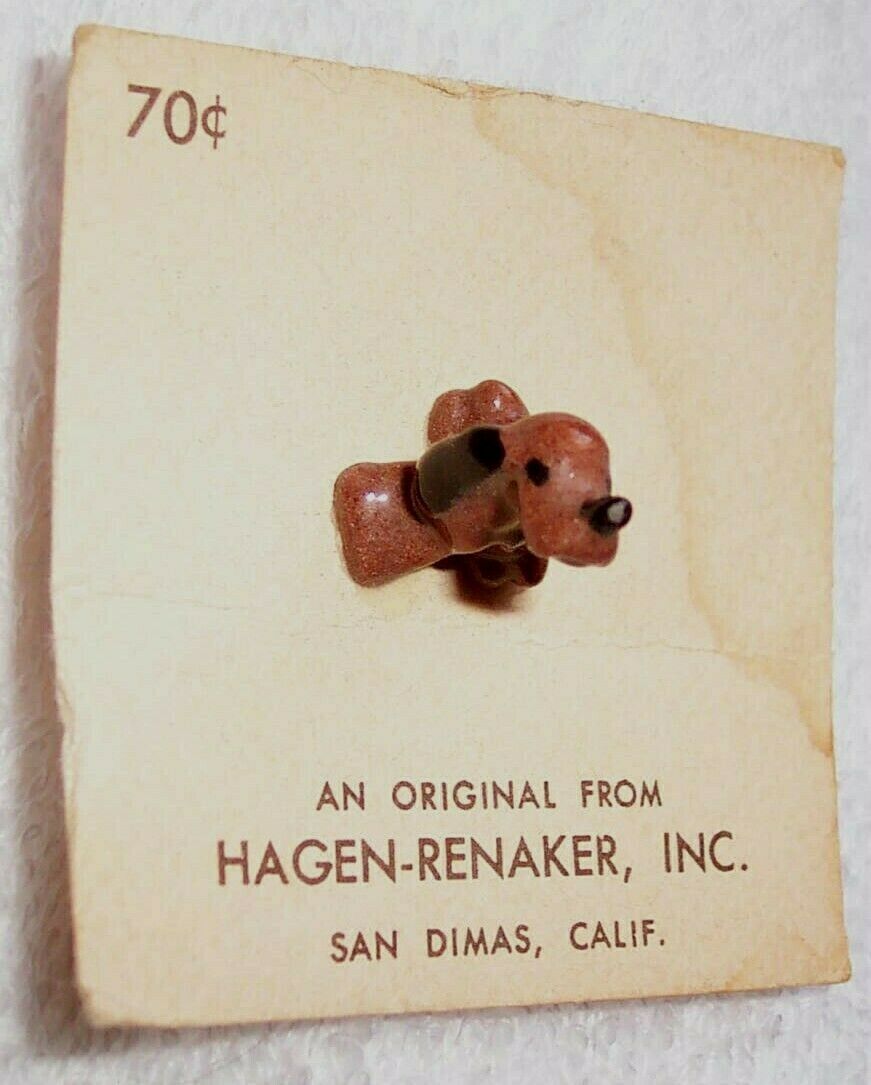 70¢
AN ORIGINAL FROM
HAGEN-RENAKER, INC.
SAN DIMAS, CALIF.